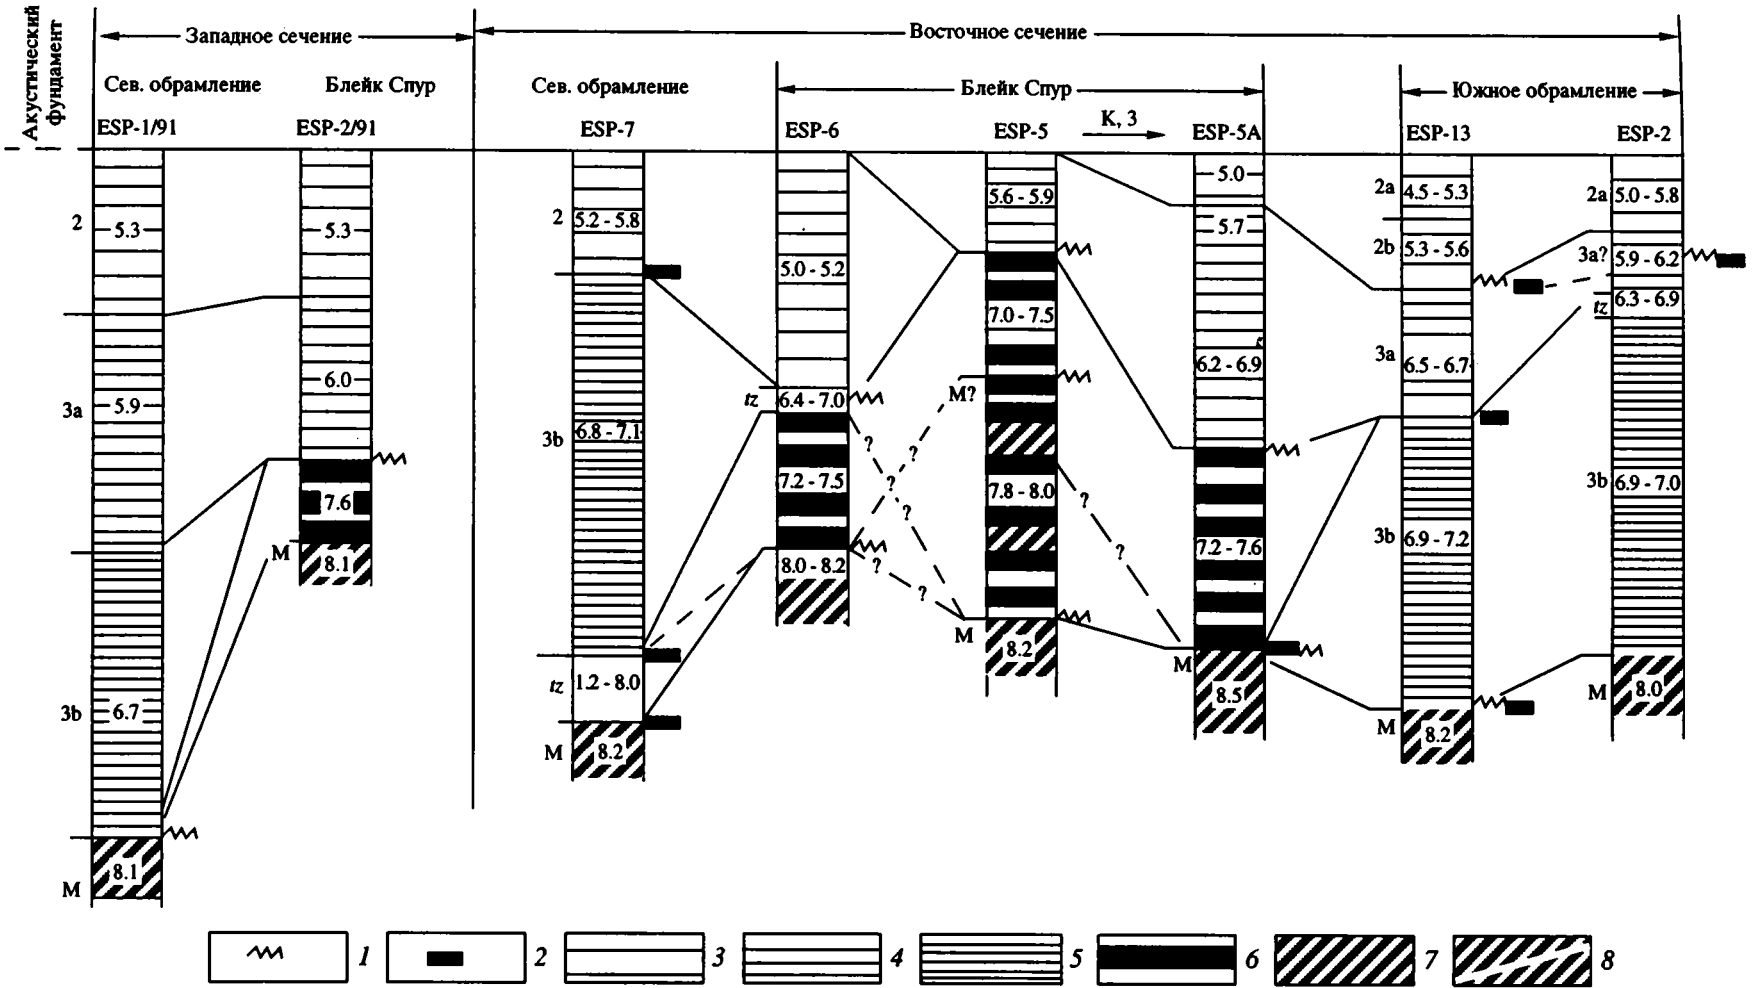 Акустический
фундамент
Западное сечение
Восточное сечение
Сев. обрамление
Блейк Спур
Сев. обрамление
Блейк Спур
Южное обрамление
ESP-1/91
ESP-2/91
ESP-7
ESP-6
ESP-5
К, З
ESP-5A
ESP-13
ESP-2
2
5.3
3a
5.9
3b
6.7
M
8.1
5.3
6.0
7.6
M
8.1
2
5.2 - 5.8
3b
6.8 - 7.1
tz
1.2 - 8.0
M
8.2
5.0 - 5.2
tz
6.4 - 7.0
7.2 - 7.5
8.0 - 8.2
?
?
?
?
?
?
?
5.6 - 5.9
7.0 - 7.5
M?
7.8 - 8.0
M
8.2
?
?
5.0
5.7
6.2 - 6.9
7.2 - 7.6
M
8.5
2a
4.5 - 5.3
2b
5.3 - 5.6
3a
6.5 - 6.7
3b
6.9 - 7.2
M
8.2
2a
5.0 - 5.8
3a?
5.9 - 6.2
tz
6.3 - 6.9
3b
6.9 - 7.0
M
8.0
1
2
3
4
5
6
7
8